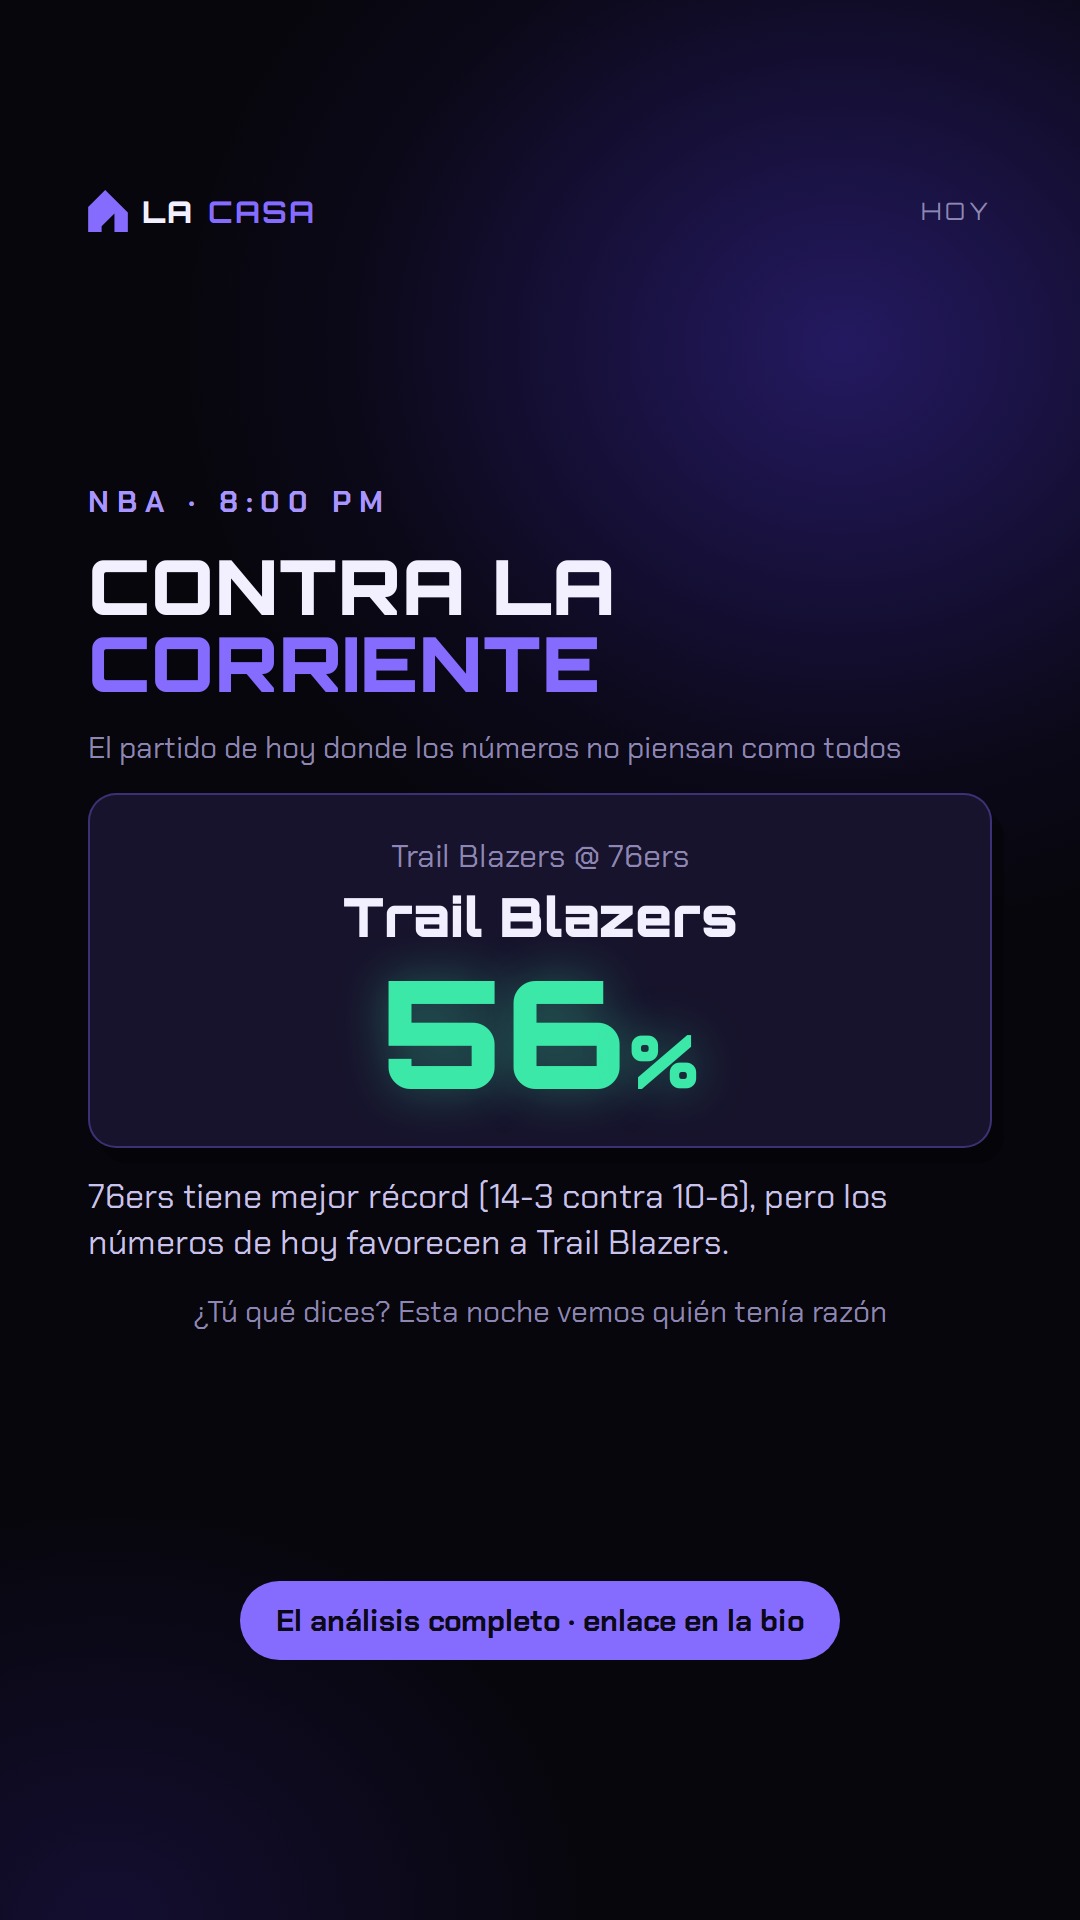 LA CASA
HOY
NBA · 8:00 PM
CONTRA LA
CORRIENTE
El partido de hoy donde los números no piensan como todos
Trail Blazers @ 76ers
Trail Blazers
56%
76ers tiene mejor récord (14-3 contra 10-6), pero los
números de hoy favorecen a Trail Blazers.
¿Tú qué dices? Esta noche vemos quién tenía razón
El análisis completo · enlace en la bio